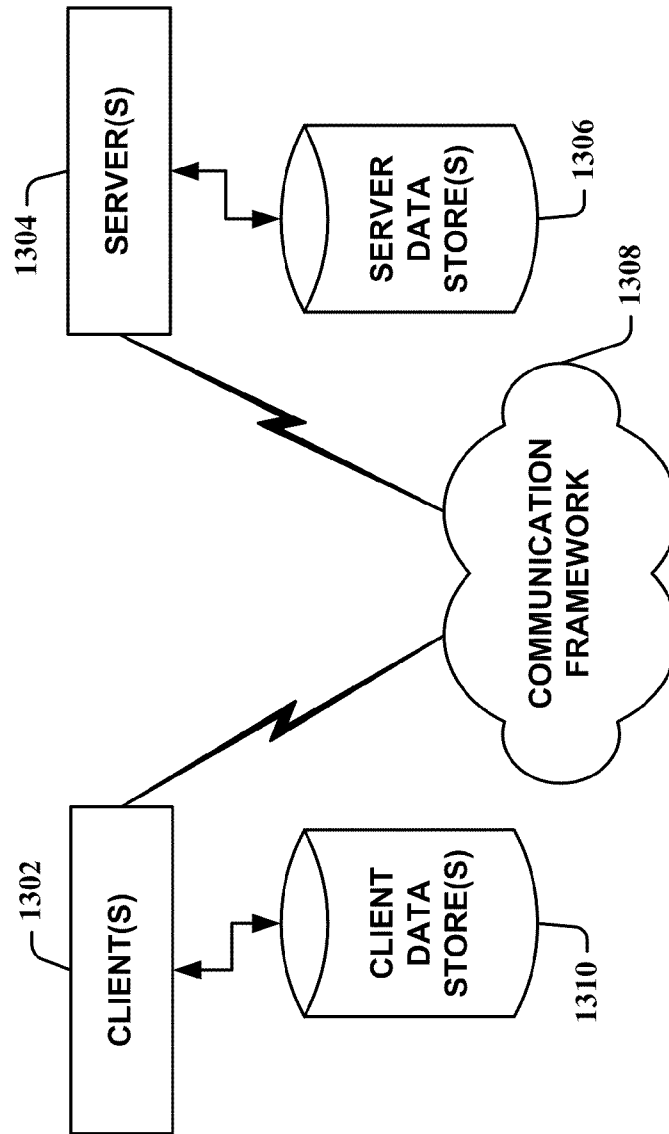 1302
CLIENT(S)
1304
SERVER(S)
CLIENT
DATA
STORE(S)
1310
SERVER
DATA
STORE(S)
1306
COMMUNICATION
FRAMEWORK
1308